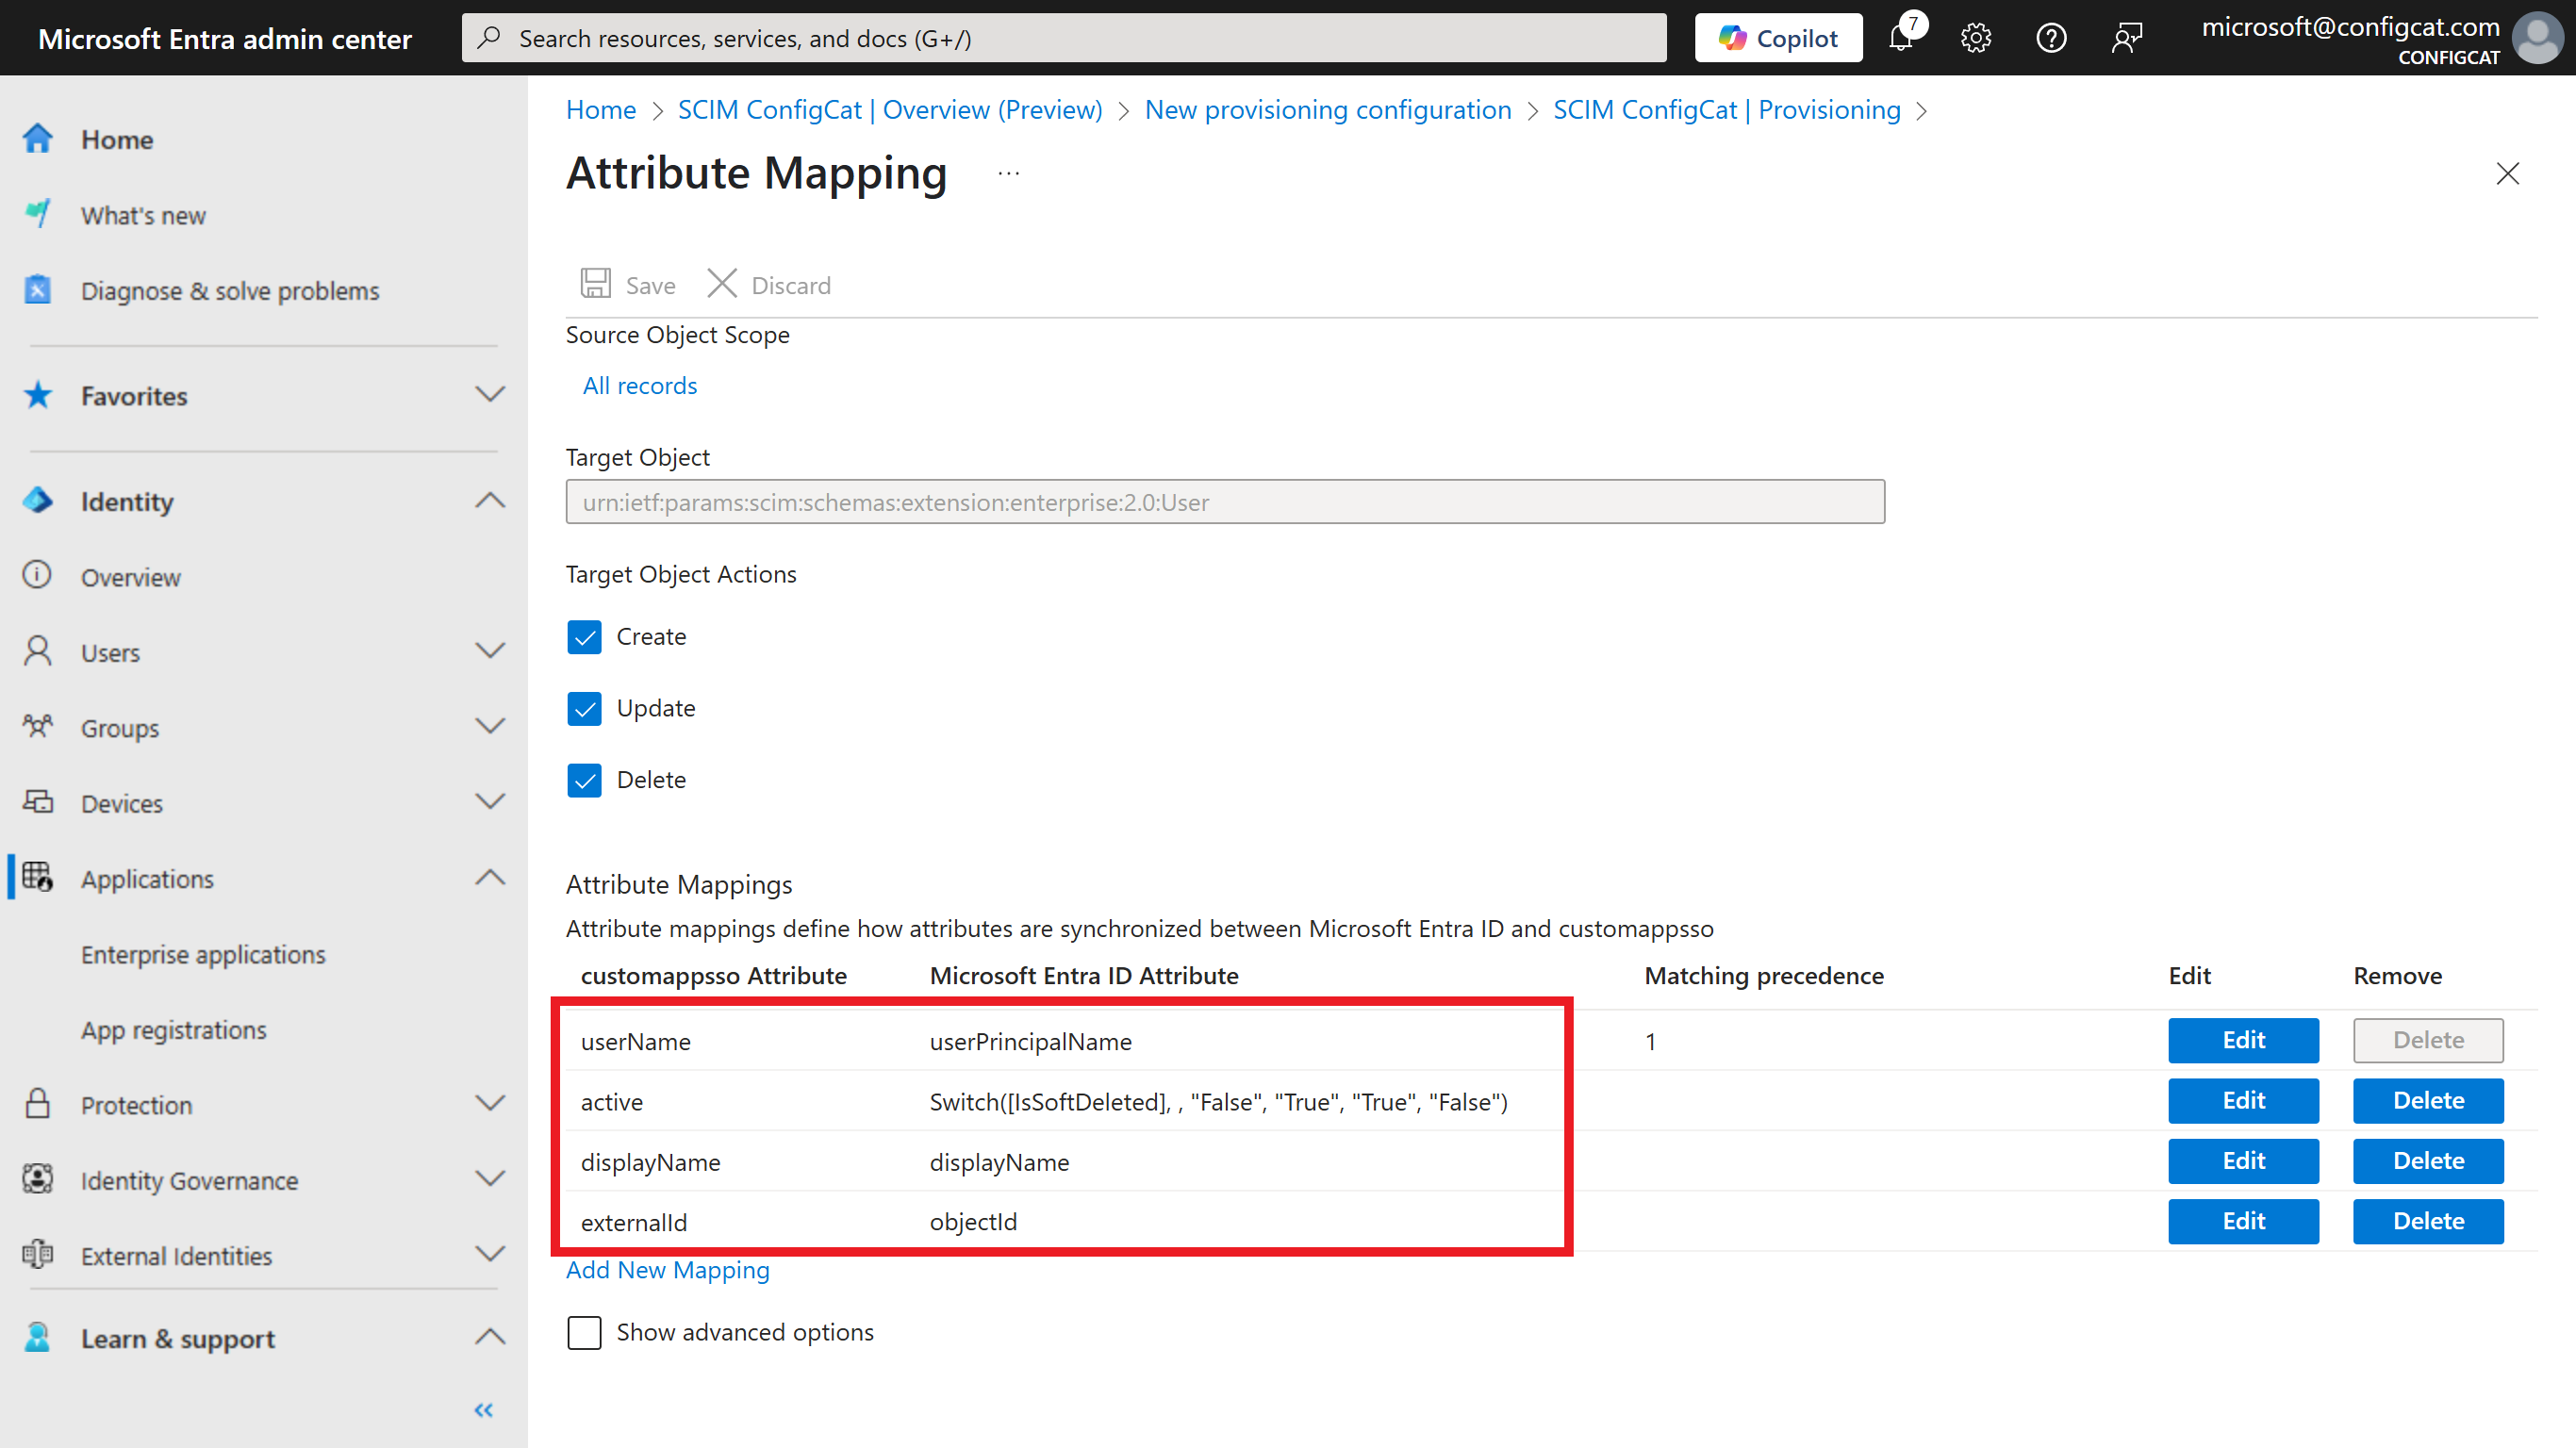 Microsoft Entra admin center
Search resources, services, and docs (G+/)
Copilot
7
microsoft@configcat.com
CONFIGCAT
Home
What's new
Diagnose & solve problems
Favorites
Identity
Overview
Users
Groups
Devices
Applications
Enterprise applications
App registrations
Protection
Identity Governance
External Identities
Learn & support
Home > SCIM ConfigCat | Overview (Preview) > New provisioning configuration > SCIM ConfigCat | Provisioning >
Attribute Mapping ...
Save Discard
Source Object Scope
All records
Target Object
urn:ietf:params:scim:schemas:extension:enterprise:2.0:User
Target Object Actions
Create
Update
Delete
Attribute Mappings
Attribute mappings define how attributes are synchronized between Microsoft Entra ID and customappsso
customappsso Attribute Microsoft Entra ID Attribute Matching precedence Edit Remove
userName userPrincipalName 1 Edit Delete
active Switch([IsSoftDeleted], , "False", "True", "True", "False") Edit Delete
displayName displayName Edit Delete
externalId objectId Edit Delete
Add New Mapping
Show advanced options